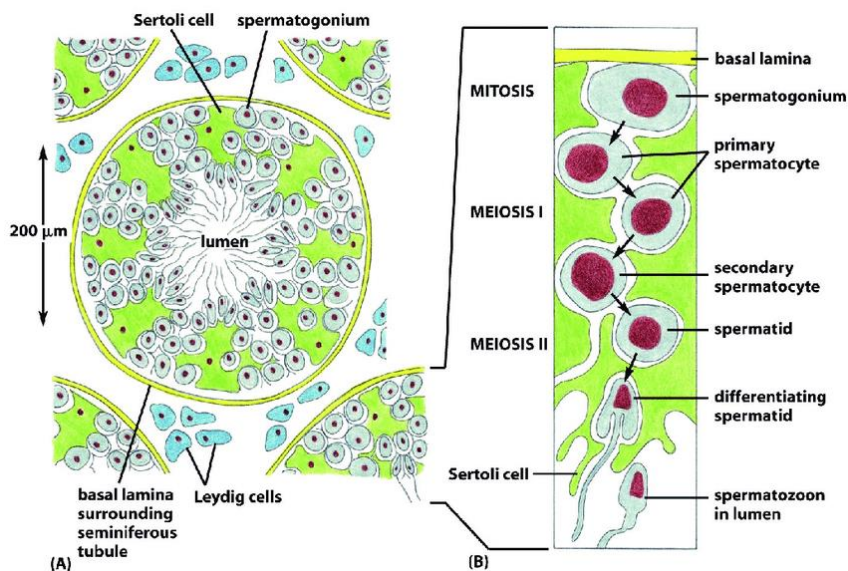 Sertoli cell
spermatogonium
200 µm
lumen
basal lamina
surrounding
seminiferous
tubule
Leydig cells
(A)
MITOSIS
MEIOSIS I
MEIOSIS II
Sertoli cell
basal lamina
spermatogonium
primary
spermatocyte
secondary
spermatocyte
spermatid
differentiating
spermatid
spermatozoon
in lumen
(B)